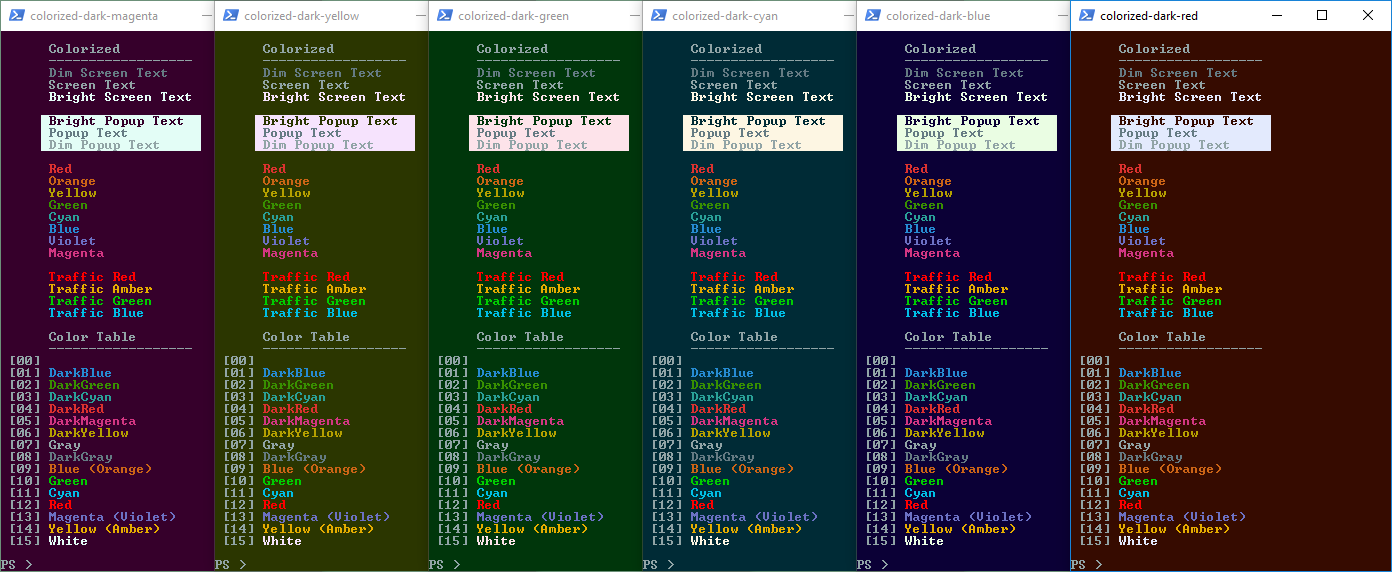 colorized-dark-magenta
Colorized
------------------
Dim Screen Text
Screen Text
Bright Screen Text
Bright Popup Text
Popup Text
Dim Popup Text
Red
Orange
Yellow
Green
Cyan
Blue
Violet
Magenta
Traffic Red
Traffic Amber
Traffic Green
Traffic Blue
Color Table
------------------
[00]
[01] DarkBlue
[02] DarkGreen
[03] DarkCyan
[04] DarkRed
[05] DarkMagenta
[06] DarkYellow
[07] Gray
[08] DarkGray
[09] Blue (Orange)
[10] Green
[11] Cyan
[12] Red
[13] Magenta (Violet)
[14] Yellow (Amber)
[15] White
PS >
colorized-dark-yellow
Colorized
------------------
Dim Screen Text
Screen Text
Bright Screen Text
Bright Popup Text
Popup Text
Dim Popup Text
Red
Orange
Yellow
Green
Cyan
Blue
Violet
Magenta
Traffic Red
Traffic Amber
Traffic Green
Traffic Blue
Color Table
------------------
[00]
[01] DarkBlue
[02] DarkGreen
[03] DarkCyan
[04] DarkRed
[05] DarkMagenta
[06] DarkYellow
[07] Gray
[08] DarkGray
[09] Blue (Orange)
[10] Green
[11] Cyan
[12] Red
[13] Magenta (Violet)
[14] Yellow (Amber)
[15] White
PS >
colorized-dark-green
Colorized
------------------
Dim Screen Text
Screen Text
Bright Screen Text
Bright Popup Text
Popup Text
Dim Popup Text
Red
Orange
Yellow
Green
Cyan
Blue
Violet
Magenta
Traffic Red
Traffic Amber
Traffic Green
Traffic Blue
Color Table
------------------
[00]
[01] DarkBlue
[02] DarkGreen
[03] DarkCyan
[04] DarkRed
[05] DarkMagenta
[06] DarkYellow
[07] Gray
[08] DarkGray
[09] Blue (Orange)
[10] Green
[11] Cyan
[12] Red
[13] Magenta (Violet)
[14] Yellow (Amber)
[15] White
PS >
colorized-dark-cyan
Colorized
------------------
Dim Screen Text
Screen Text
Bright Screen Text
Bright Popup Text
Popup Text
Dim Popup Text
Red
Orange
Yellow
Green
Cyan
Blue
Violet
Magenta
Traffic Red
Traffic Amber
Traffic Green
Traffic Blue
Color Table
------------------
[00]
[01] DarkBlue
[02] DarkGreen
[03] DarkCyan
[04] DarkRed
[05] DarkMagenta
[06] DarkYellow
[07] Gray
[08] DarkGray
[09] Blue (Orange)
[10] Green
[11] Cyan
[12] Red
[13] Magenta (Violet)
[14] Yellow (Amber)
[15] White
PS >
colorized-dark-blue
Colorized
------------------
Dim Screen Text
Screen Text
Bright Screen Text
Bright Popup Text
Popup Text
Dim Popup Text
Red
Orange
Yellow
Green
Cyan
Blue
Violet
Magenta
Traffic Red
Traffic Amber
Traffic Green
Traffic Blue
Color Table
------------------
[00]
[01] DarkBlue
[02] DarkGreen
[03] DarkCyan
[04] DarkRed
[05] DarkMagenta
[06] DarkYellow
[07] Gray
[08] DarkGray
[09] Blue (Orange)
[10] Green
[11] Cyan
[12] Red
[13] Magenta (Violet)
[14] Yellow (Amber)
[15] White
PS >
colorized-dark-red
Colorized
------------------
Dim Screen Text
Screen Text
Bright Screen Text
Bright Popup Text
Popup Text
Dim Popup Text
Red
Orange
Yellow
Green
Cyan
Blue
Violet
Magenta
Traffic Red
Traffic Amber
Traffic Green
Traffic Blue
Color Table
------------------
[00]
[01] DarkBlue
[02] DarkGreen
[03] DarkCyan
[04] DarkRed
[05] DarkMagenta
[06] DarkYellow
[07] Gray
[08] DarkGray
[09] Blue (Orange)
[10] Green
[11] Cyan
[12] Red
[13] Magenta (Violet)
[14] Yellow (Amber)
[15] White
PS >